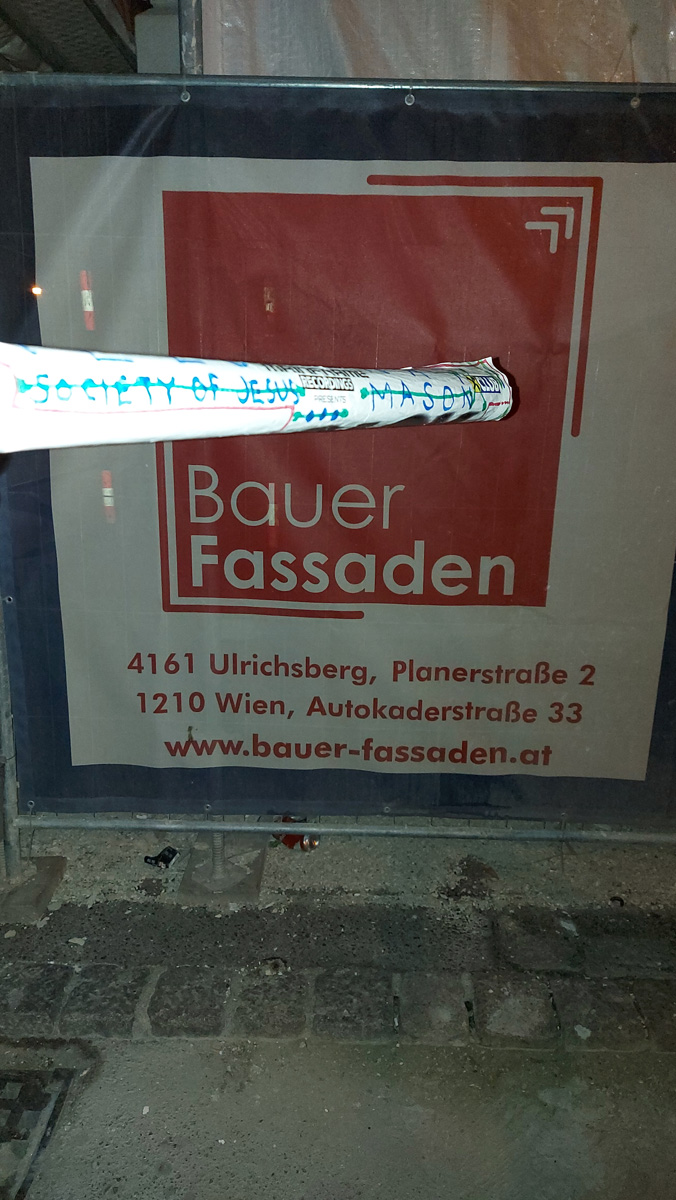 SOCIETY OF JESUS
RECORDINGS
PRESENTS
MASON
CLUB
Bauer
Fassaden
4161 Ulrichsberg, Planerstraße 2
1210 Wien, Autokaderstraße 33
www.bauer-fassaden.at